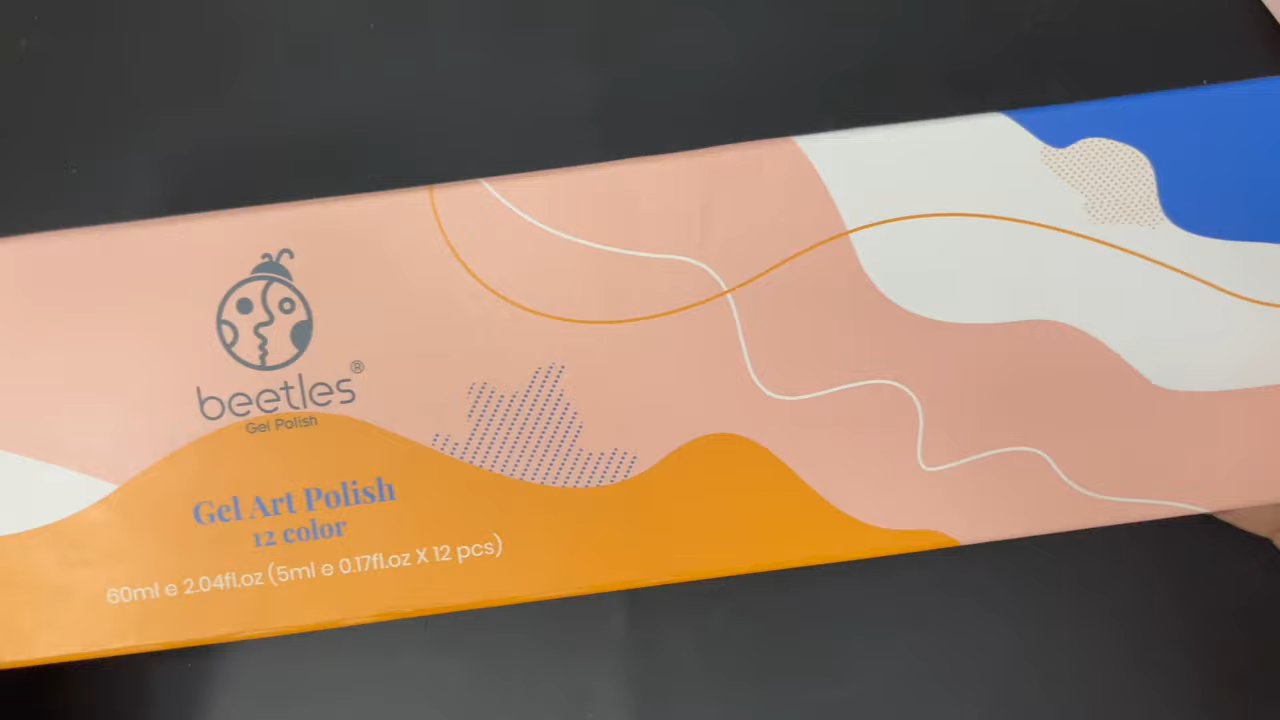 beetles®
Gel Polish
Gel Art Polish
12 color
60ml e 2.04fl.oz (5ml e 0.17fl.oz X 12 pcs)